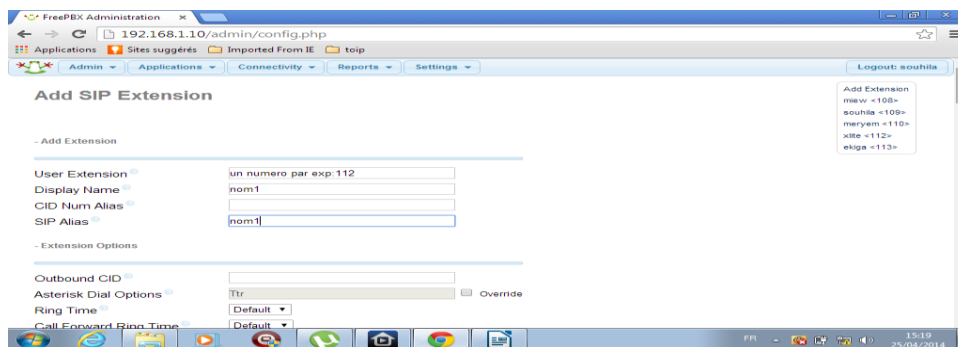 FreePBX Administration
192.168.1.10/admin/config.php
Applications Sites suggérés Imported From IE toip
Admin Applications Connectivity Reports Settings Logout: souhila
Add SIP Extension
Add Extension
miew <108>
souhila <109>
meryem <110>
xlite <112>
ekiga <113>
- Add Extension
User Extension un numero par exp:112
Display Name nom1
CID Num Alias
SIP Alias nom1
- Extension Options
Outbound CID
Asterisk Dial Options Ttr Override
Ring Time Default
Call Forward Ring Time Default
FR 15:19
25/04/2014